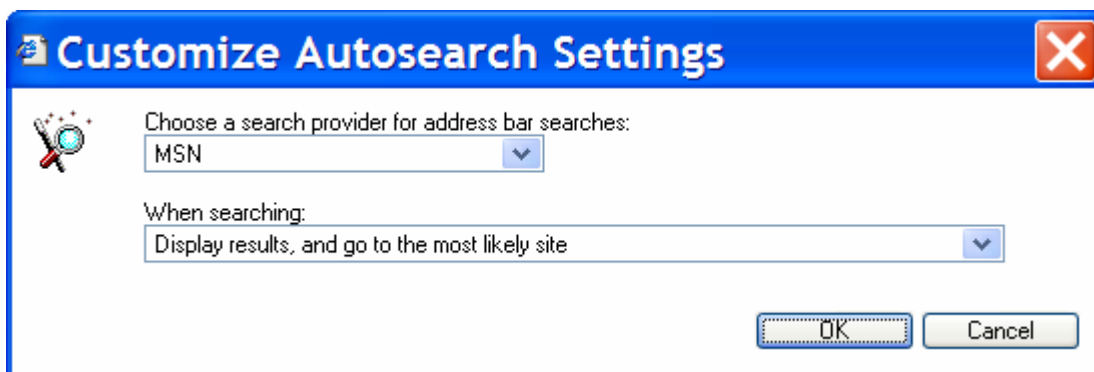 Customize Autosearch Settings
Choose a search provider for address bar searches:
MSN
When searching:
Display results, and go to the most likely site
OK Cancel